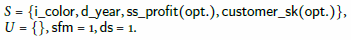 S = {i_color, d_year, ss_profit(opt.), customer_sk(opt.)},
U = {}, sfm = 1, ds = 1.